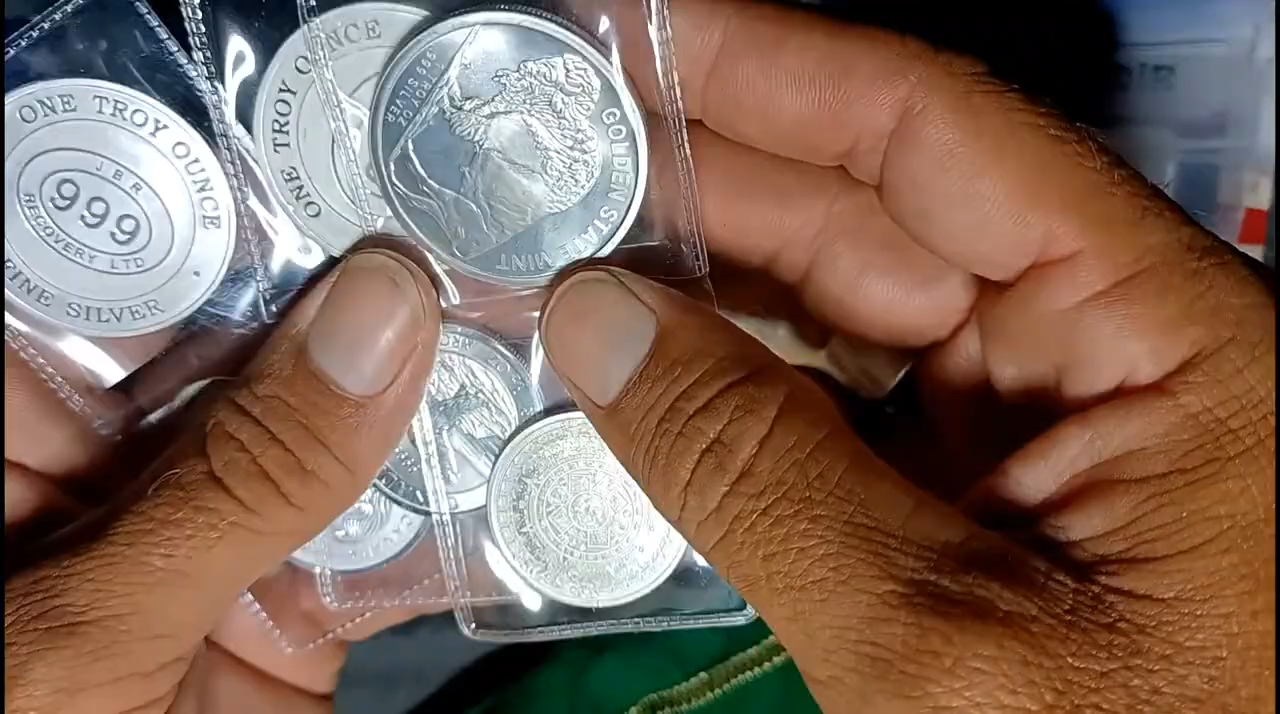 ONE TROY OUNCE
JBR
999
RECOVERY LTD
FINE SILVER
ONE TROY OUNCE
GOLDEN STATE MINT
1 TROY OZ
.999 SILVER